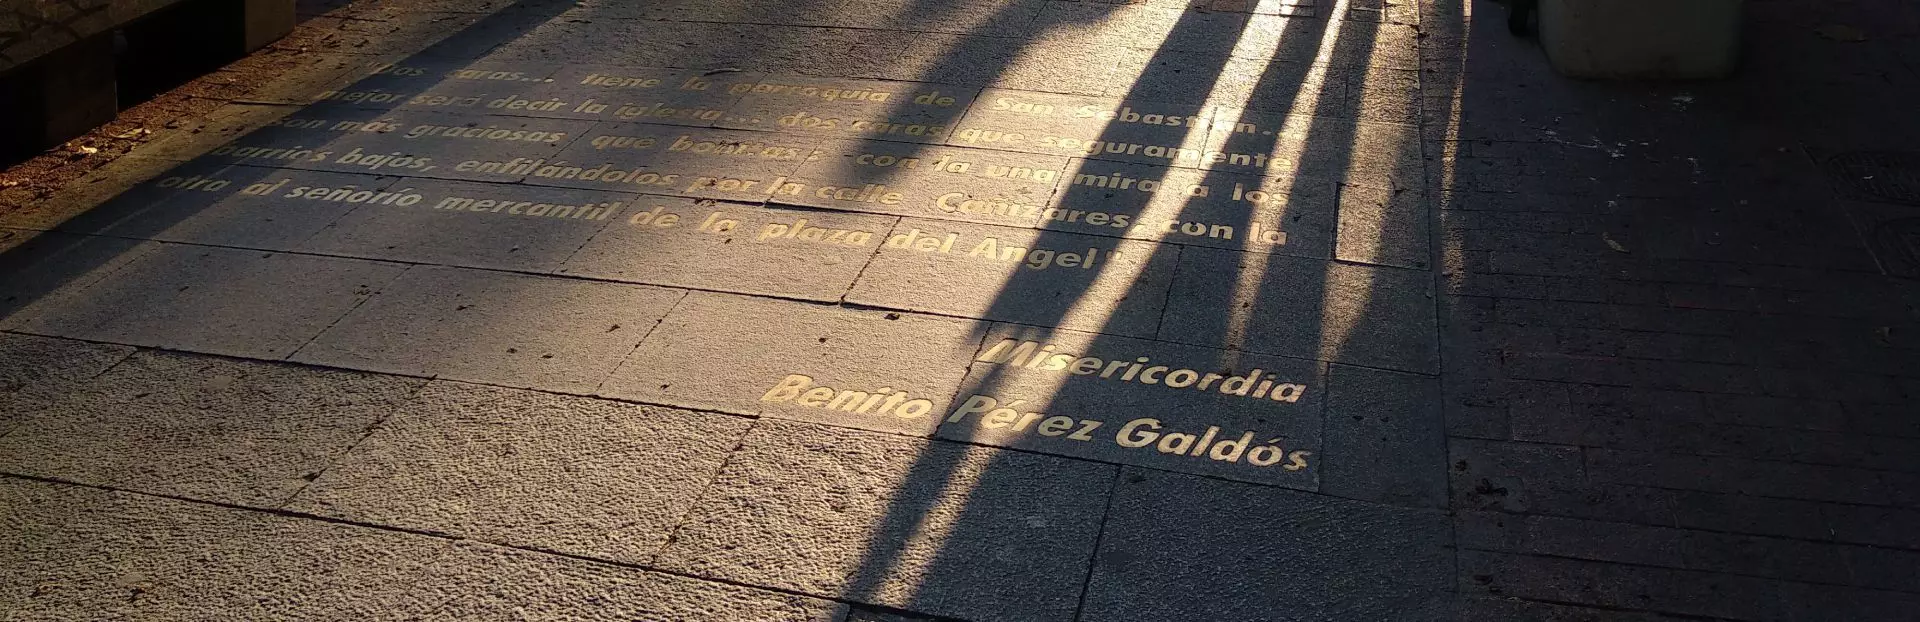 "Dos caras... tiene la parroquia de San Sebastián...
mejor será decir la iglesia... dos caras que seguramente
son más graciosas que bonitas: con la una mira a los
barrios bajos, enfilándolos por la calle Cañizares, con la
otra al señorío mercantil de la plaza del Angel"
Misericordia
Benito Pérez Galdós